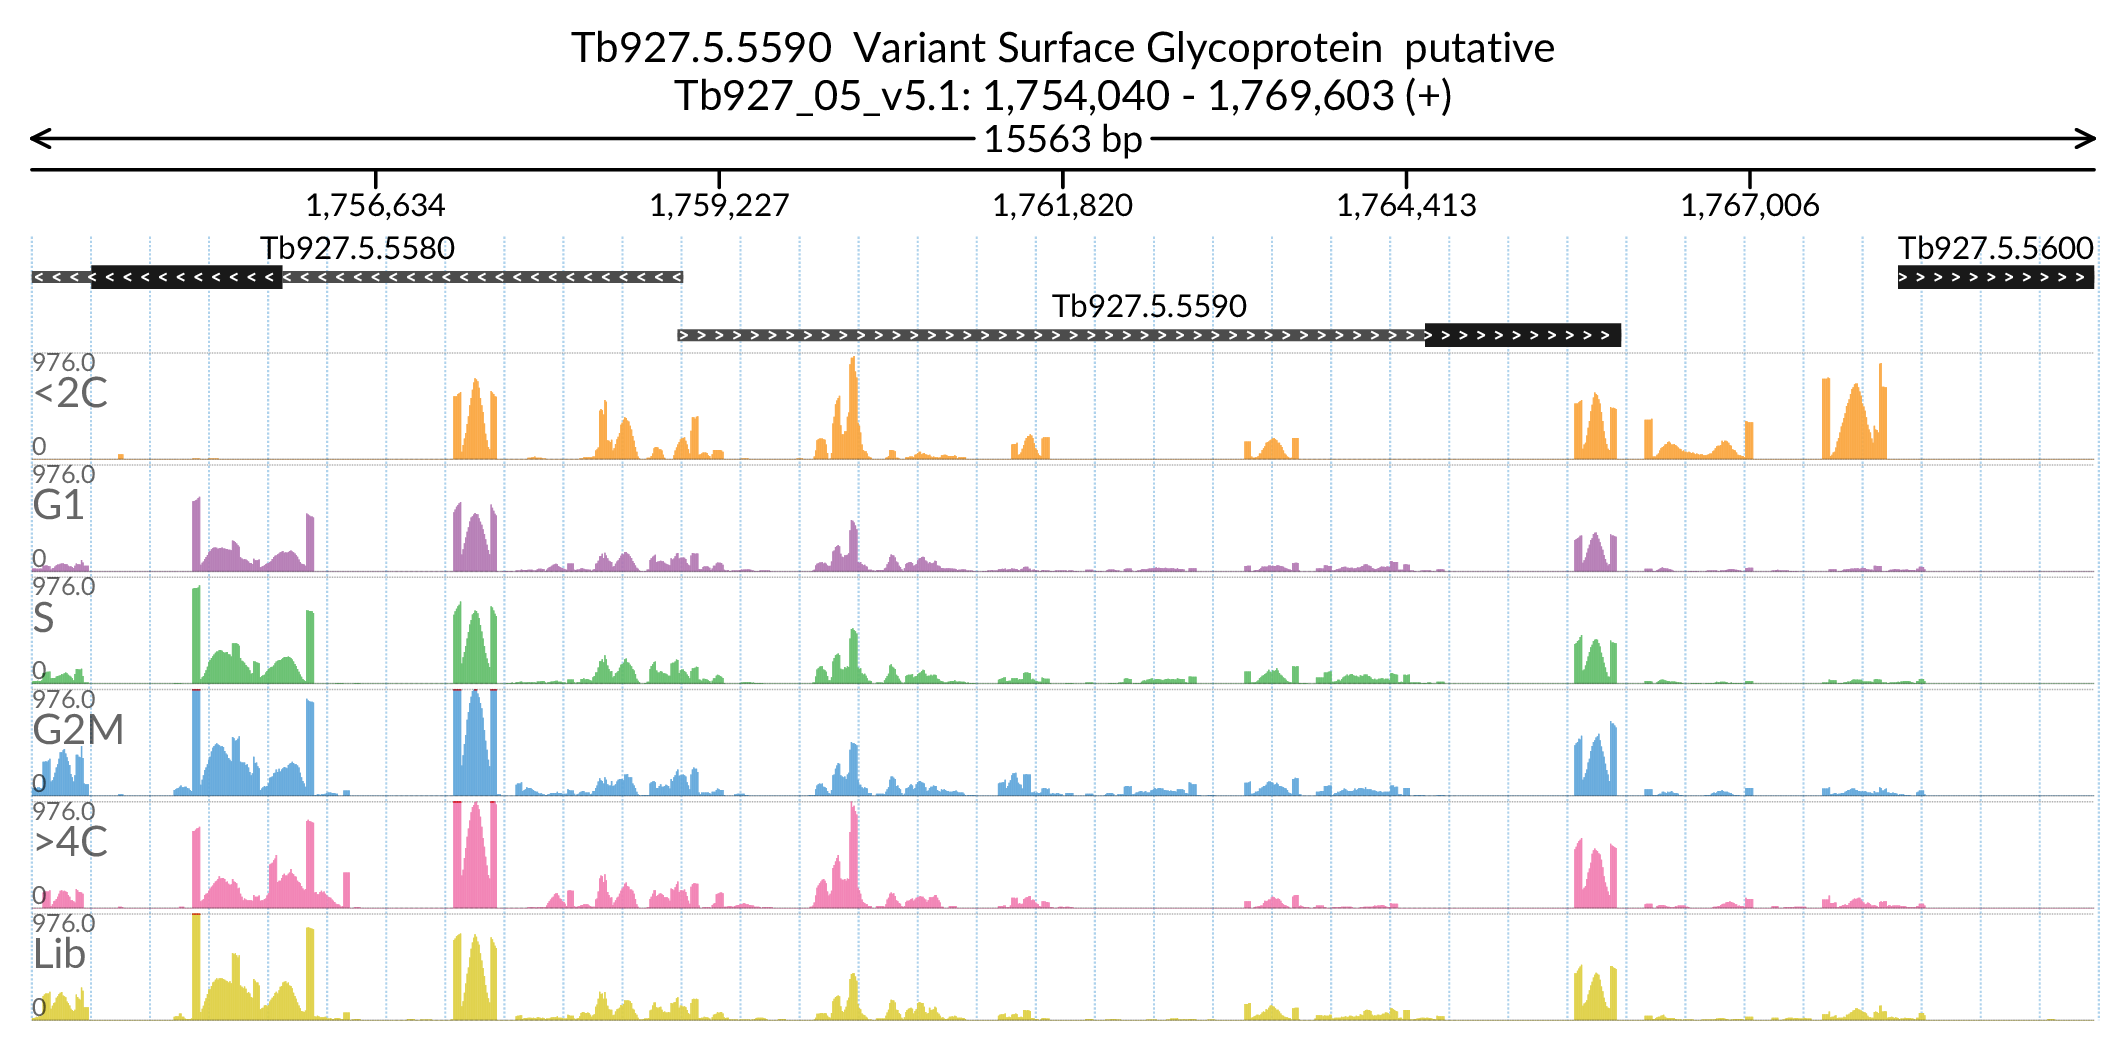 Tb927.5.5590  Variant Surface Glycoprotein  putative
Tb927_05_v5.1: 1,754,040 - 1,769,603 (+)
15563 bp
1,756,634 1,759,227 1,761,820 1,764,413 1,767,006
Tb927.5.5580 Tb927.5.5600
Tb927.5.5590
976.0
<2C
0
976.0
G1
0
976.0
S
0
976.0
G2M
0
976.0
>4C
0
976.0
Lib
0